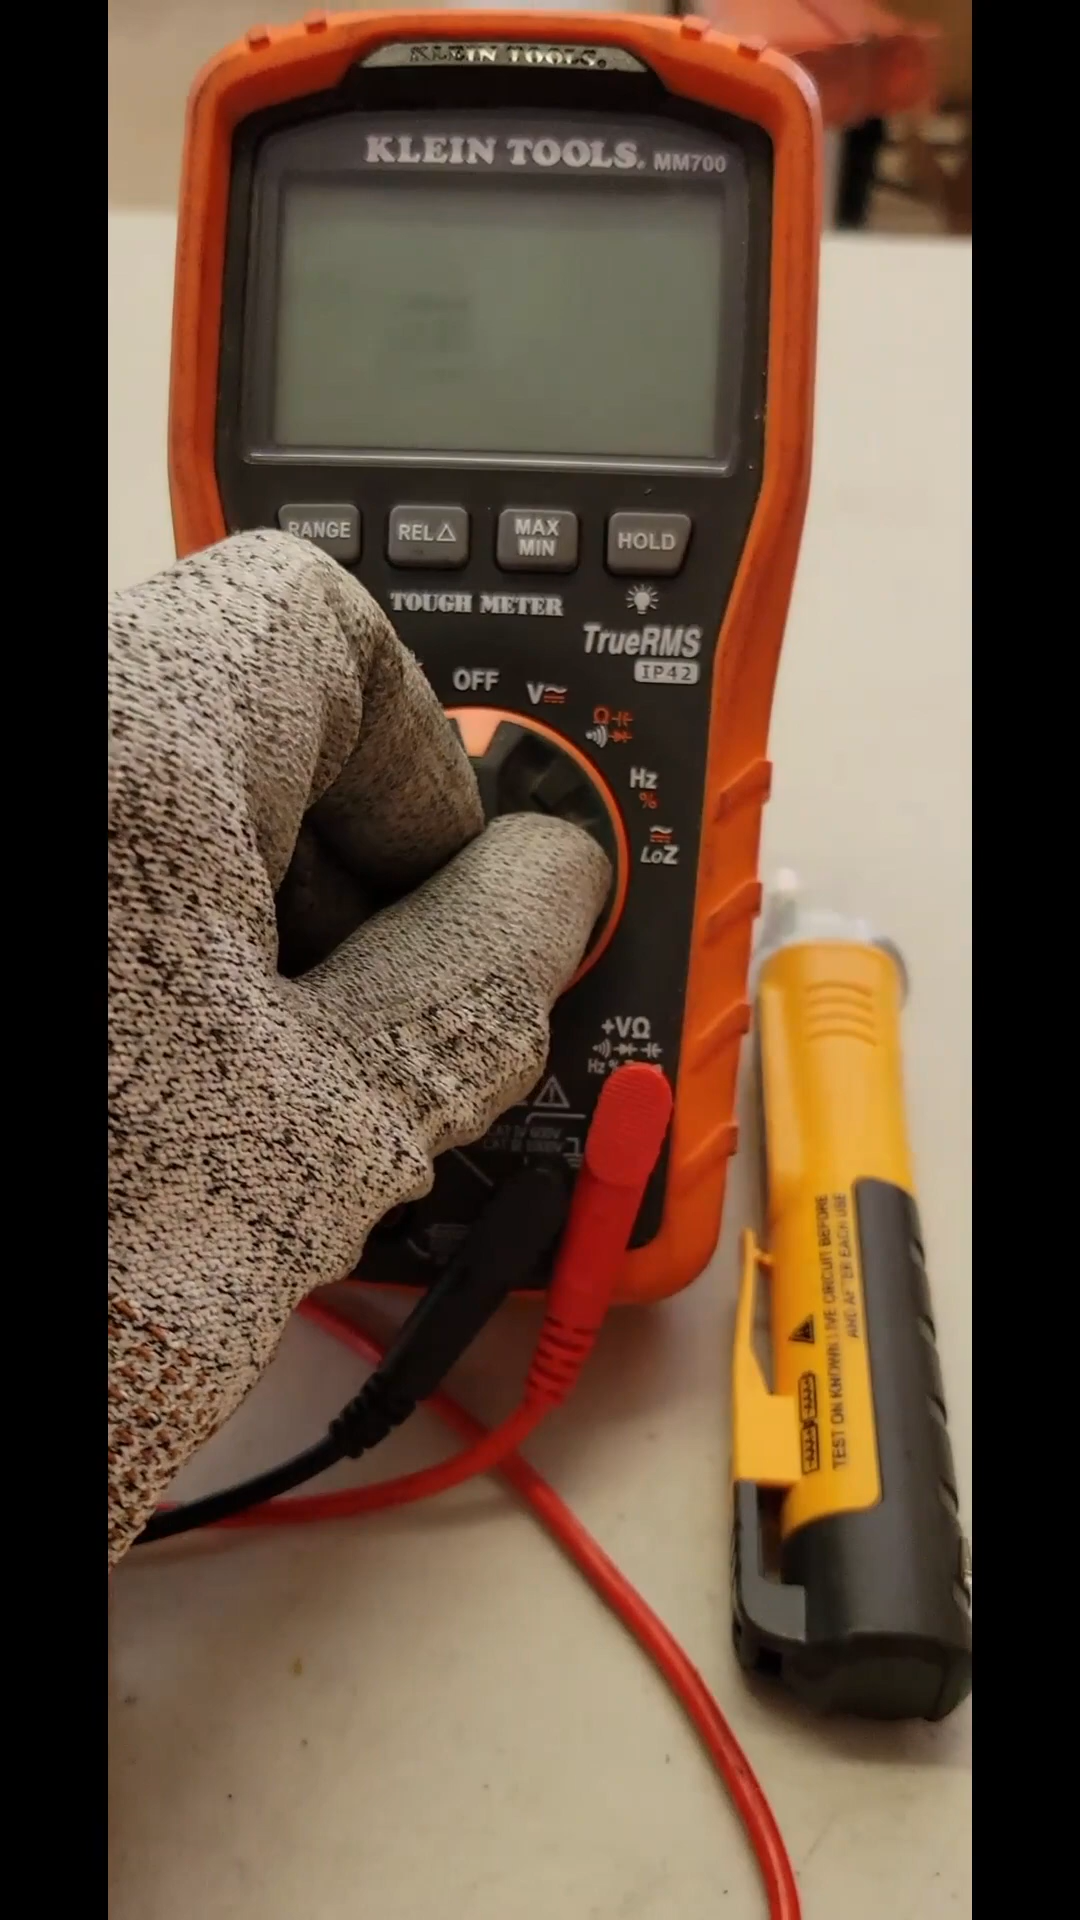 KLEIN TOOLS®
KLEIN TOOLS® MM700
RANGE
REL△
MAX
MIN
HOLD
TOUGH METER
TrueRMS
IP42
OFF
V
Ω
Hz
%
LoZ
+VΩ
Hz %
TEST ON KNOWN LIVE CIRCUIT BEFORE
AND AFTER EACH USE